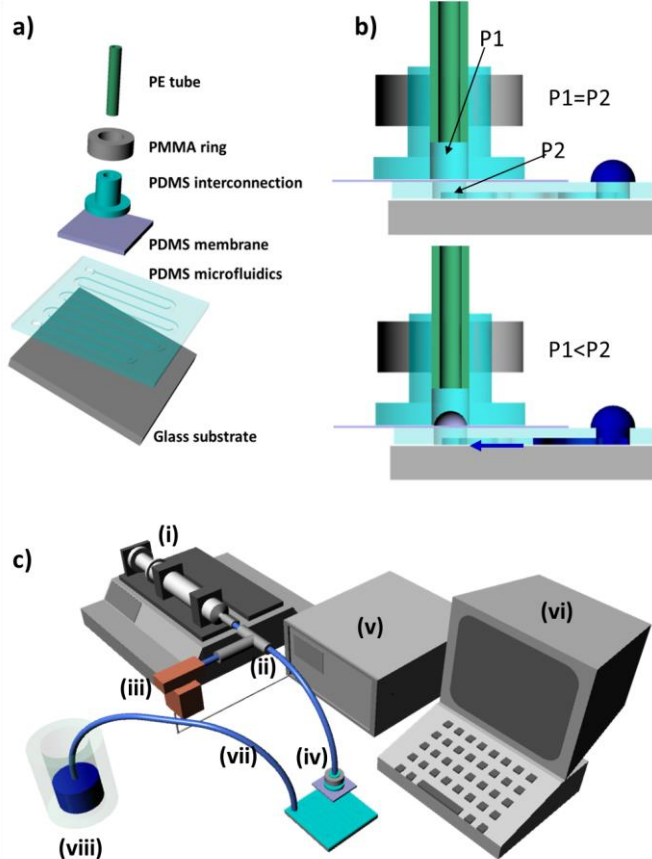 a)
PE tube
PMMA ring
PDMS interconnection
PDMS membrane
PDMS microfluidics
Glass substrate
b)
P1
P1=P2
P2
P1<P2
c)
(i)
(ii)
(iii)
(iv)
(v)
(vi)
(vii)
(viii)